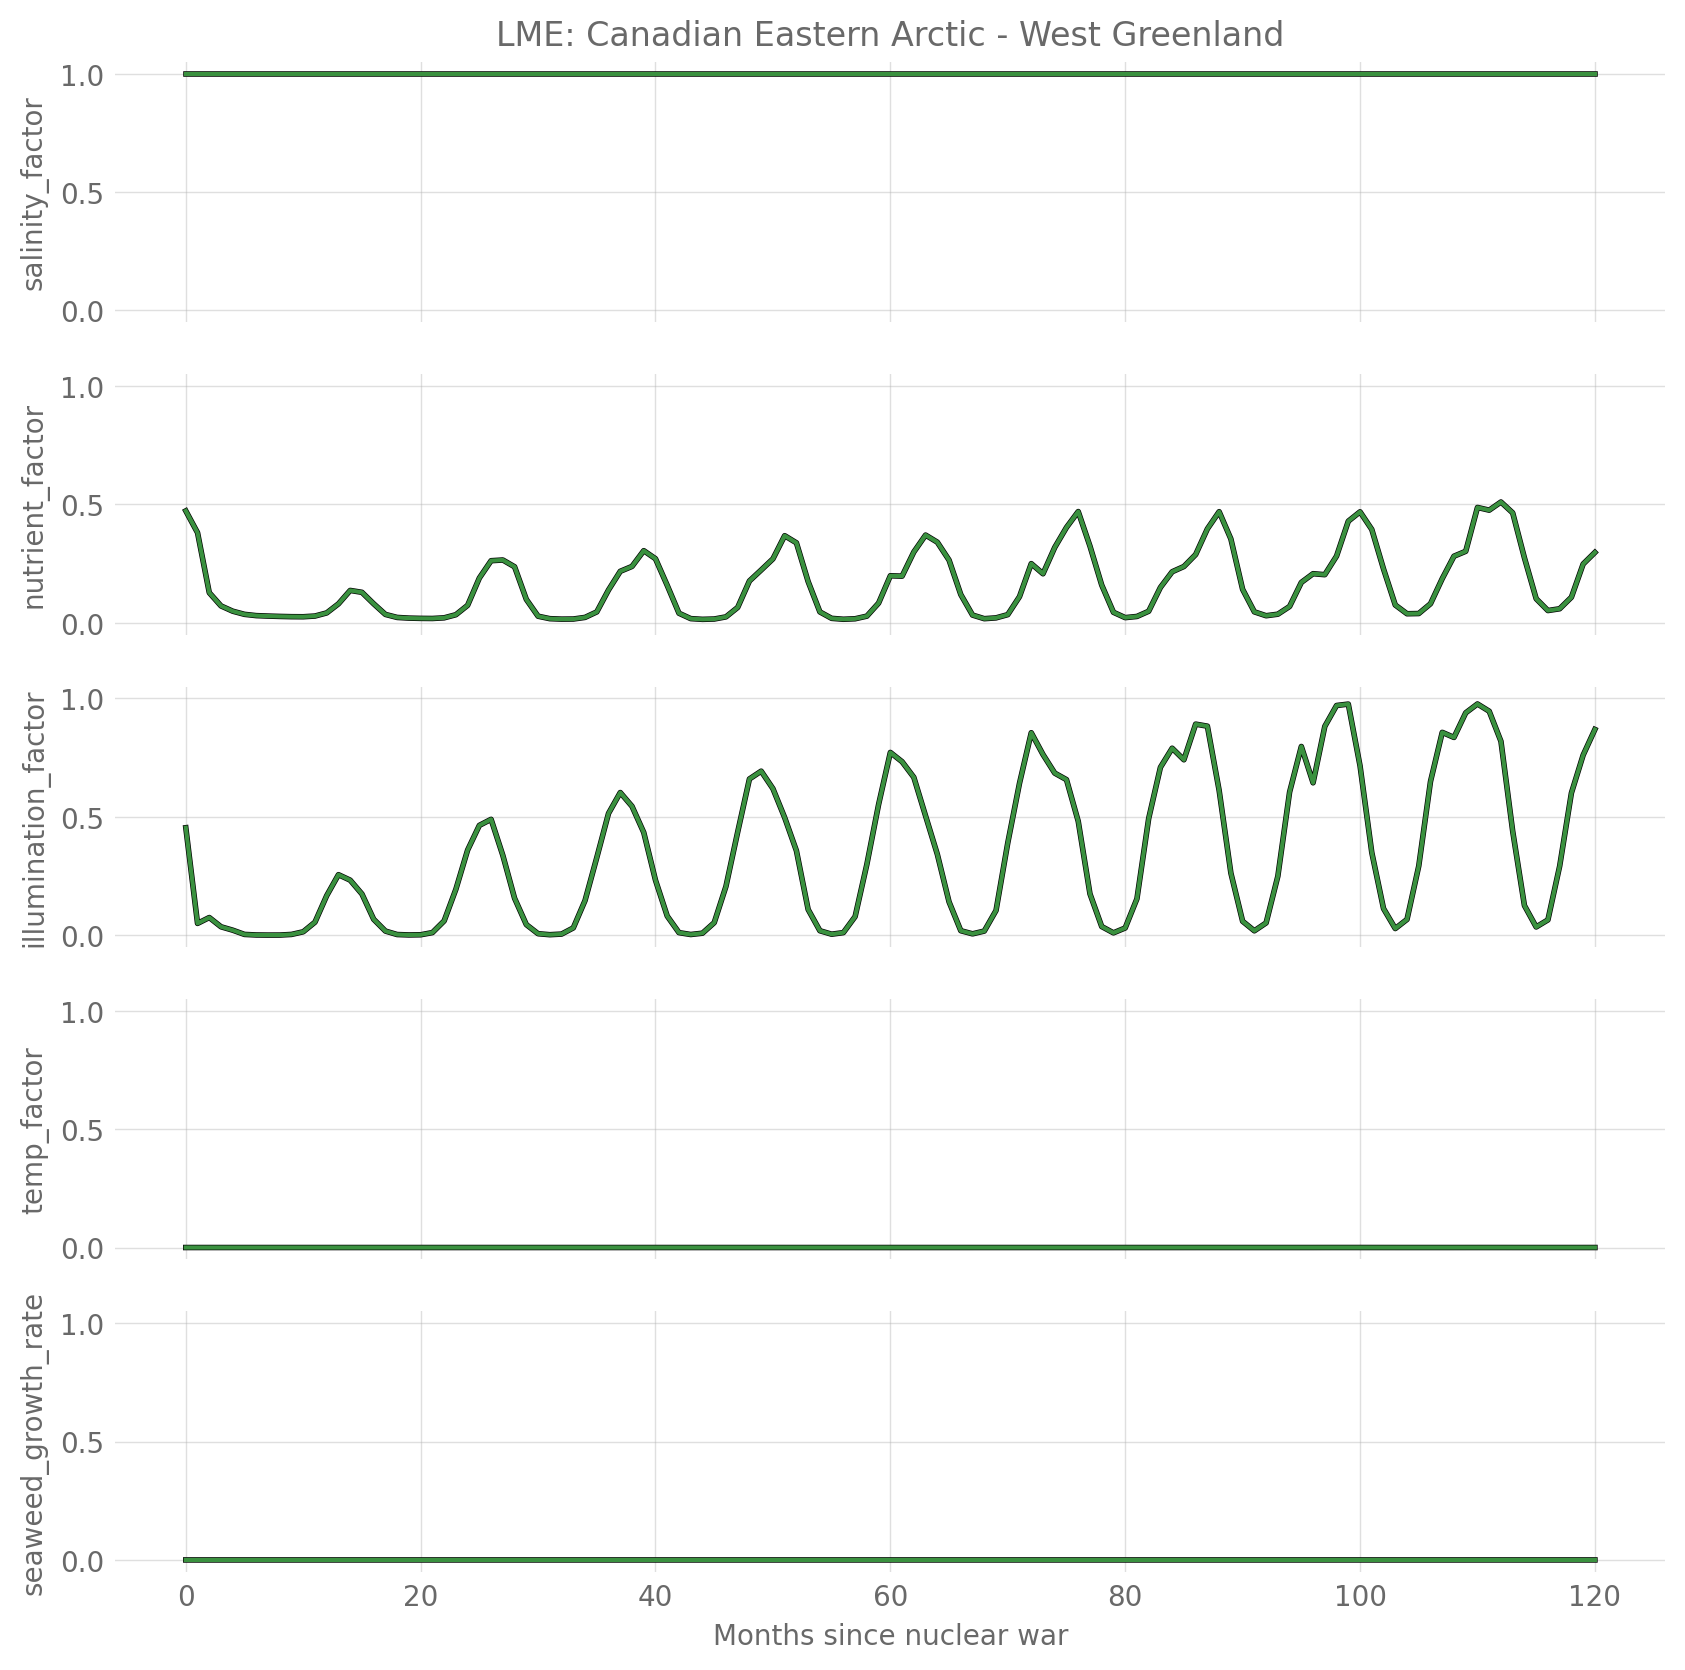 LME: Canadian Eastern Arctic - West Greenland
1.0
0.5
0.0
salinity_factor
1.0
0.5
0.0
nutrient_factor
1.0
0.5
0.0
illumination_factor
1.0
0.5
0.0
temp_factor
1.0
0.5
0.0
seaweed_growth_rate
0 20 40 60 80 100 120
Months since nuclear war